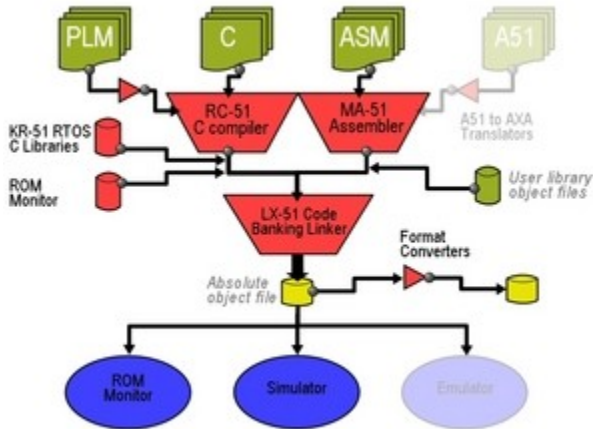 PLM
C
ASM
A51
RC-51
C compiler
MA-51
Assembler
A51 to AXA
Translators
KR-51 RTOS
C Libraries
ROM
Monitor
User library
object files
LX-51 Code
Banking Linker
Format
Converters
Absolute
object file
ROM
Monitor
Simulator
Emulator